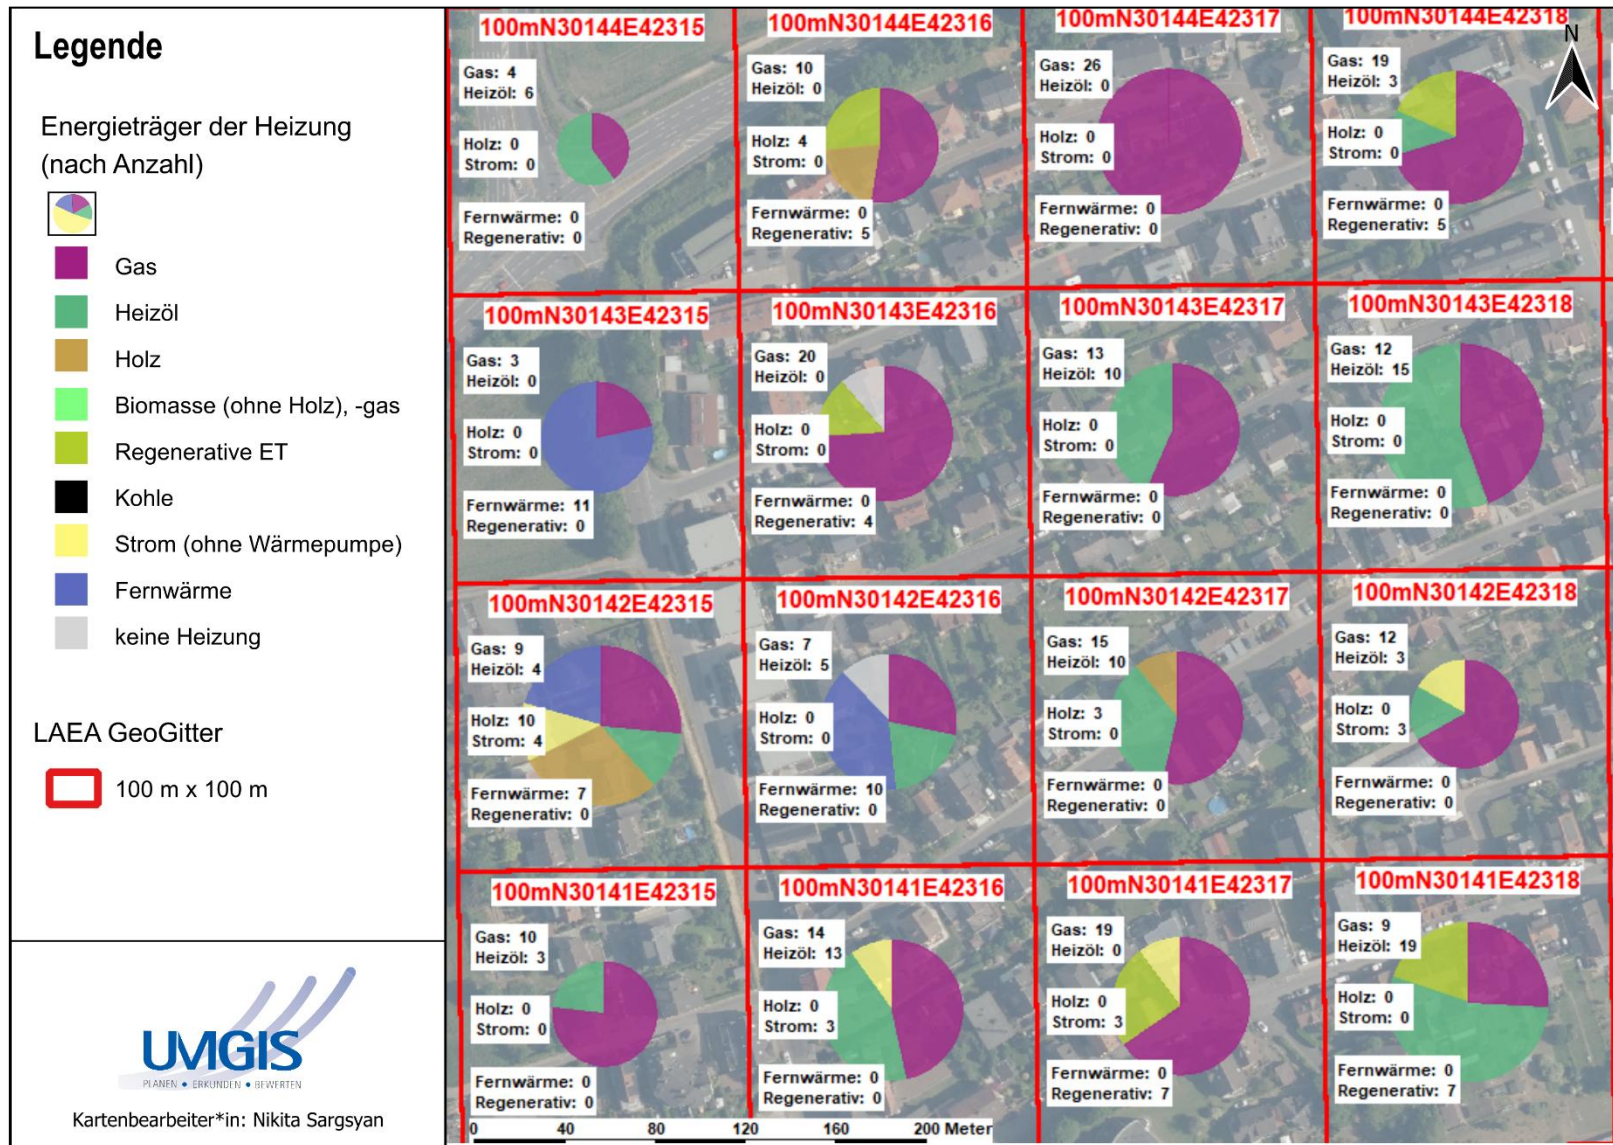 Legende
Energieträger der Heizung
(nach Anzahl)
Gas
Heizöl
Holz
Biomasse (ohne Holz), -gas
Regenerative ET
Kohle
Strom (ohne Wärmepumpe)
Fernwärme
keine Heizung
LAEA GeoGitter
100 m x 100 m
UMGIS
PLANEN • ERKUNDEN • BEWERTEN
Kartenbearbeiter*in: Nikita Sargsyan
N
100mN30144E42315
Gas: 4
Heizöl: 6
Holz: 0
Strom: 0
Fernwärme: 0
Regenerativ: 0
100mN30144E42316
Gas: 10
Heizöl: 0
Holz: 4
Strom: 0
Fernwärme: 0
Regenerativ: 5
100mN30144E42317
Gas: 26
Heizöl: 0
Holz: 0
Strom: 0
Fernwärme: 0
Regenerativ: 0
100mN30144E42318
Gas: 19
Heizöl: 3
Holz: 0
Strom: 0
Fernwärme: 0
Regenerativ: 5
100mN30143E42315
Gas: 3
Heizöl: 0
Holz: 0
Strom: 0
Fernwärme: 11
Regenerativ: 0
100mN30143E42316
Gas: 20
Heizöl: 0
Holz: 0
Strom: 0
Fernwärme: 0
Regenerativ: 4
100mN30143E42317
Gas: 13
Heizöl: 10
Holz: 0
Strom: 0
Fernwärme: 0
Regenerativ: 0
100mN30143E42318
Gas: 12
Heizöl: 15
Holz: 0
Strom: 0
Fernwärme: 0
Regenerativ: 0
100mN30142E42315
Gas: 9
Heizöl: 4
Holz: 10
Strom: 4
Fernwärme: 7
Regenerativ: 0
100mN30142E42316
Gas: 7
Heizöl: 5
Holz: 0
Strom: 0
Fernwärme: 10
Regenerativ: 0
100mN30142E42317
Gas: 15
Heizöl: 10
Holz: 3
Strom: 0
Fernwärme: 0
Regenerativ: 0
100mN30142E42318
Gas: 12
Heizöl: 3
Holz: 0
Strom: 3
Fernwärme: 0
Regenerativ: 0
100mN30141E42315
Gas: 10
Heizöl: 3
Holz: 0
Strom: 0
Fernwärme: 0
Regenerativ: 0
100mN30141E42316
Gas: 14
Heizöl: 13
Holz: 0
Strom: 3
Fernwärme: 0
Regenerativ: 0
100mN30141E42317
Gas: 19
Heizöl: 0
Holz: 0
Strom: 3
Fernwärme: 0
Regenerativ: 7
100mN30141E42318
Gas: 9
Heizöl: 19
Holz: 0
Strom: 0
Fernwärme: 0
Regenerativ: 7
0 40 80 120 160 200 Meter